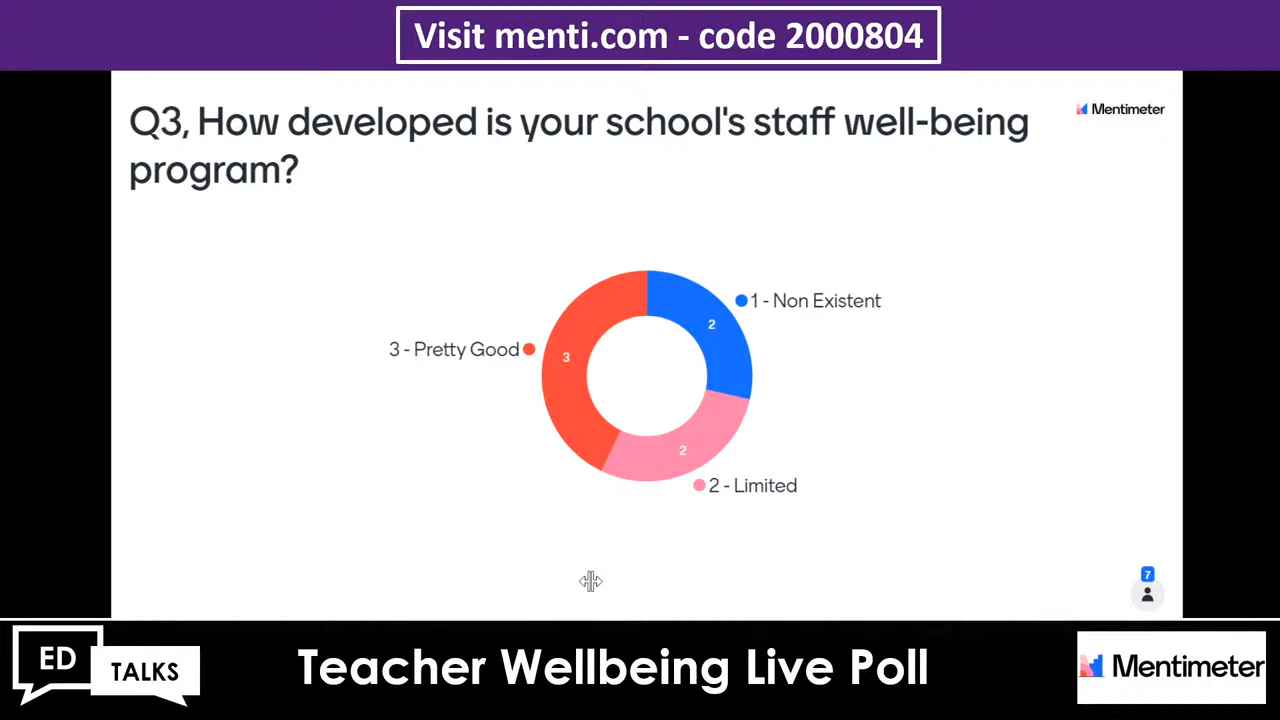 Visit menti.com - code 2000804
Q3, How developed is your school's staff well-being
program?
Mentimeter
1 - Non Existent
2
3 - Pretty Good
3
2
2 - Limited
7
ED
TALKS
Teacher Wellbeing Live Poll
Mentimeter